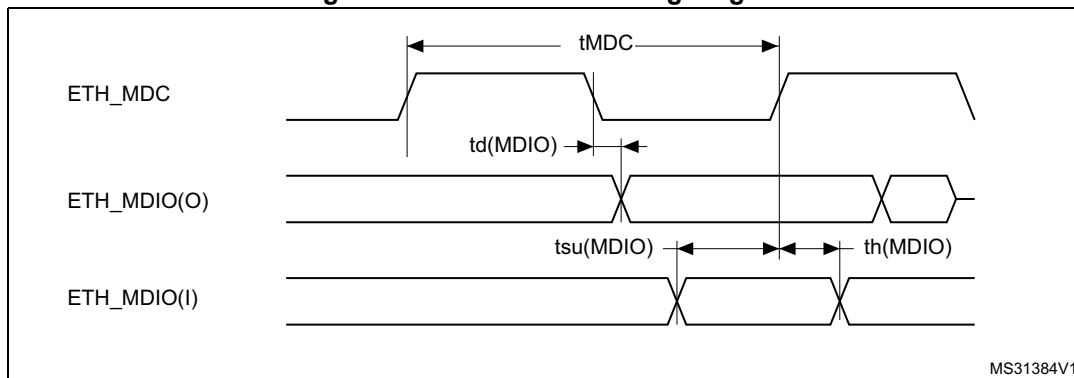 tMDC
ETH_MDC
td(MDIO)
ETH_MDIO(O)
tsu(MDIO)
th(MDIO)
ETH_MDIO(I)
MS31384V1